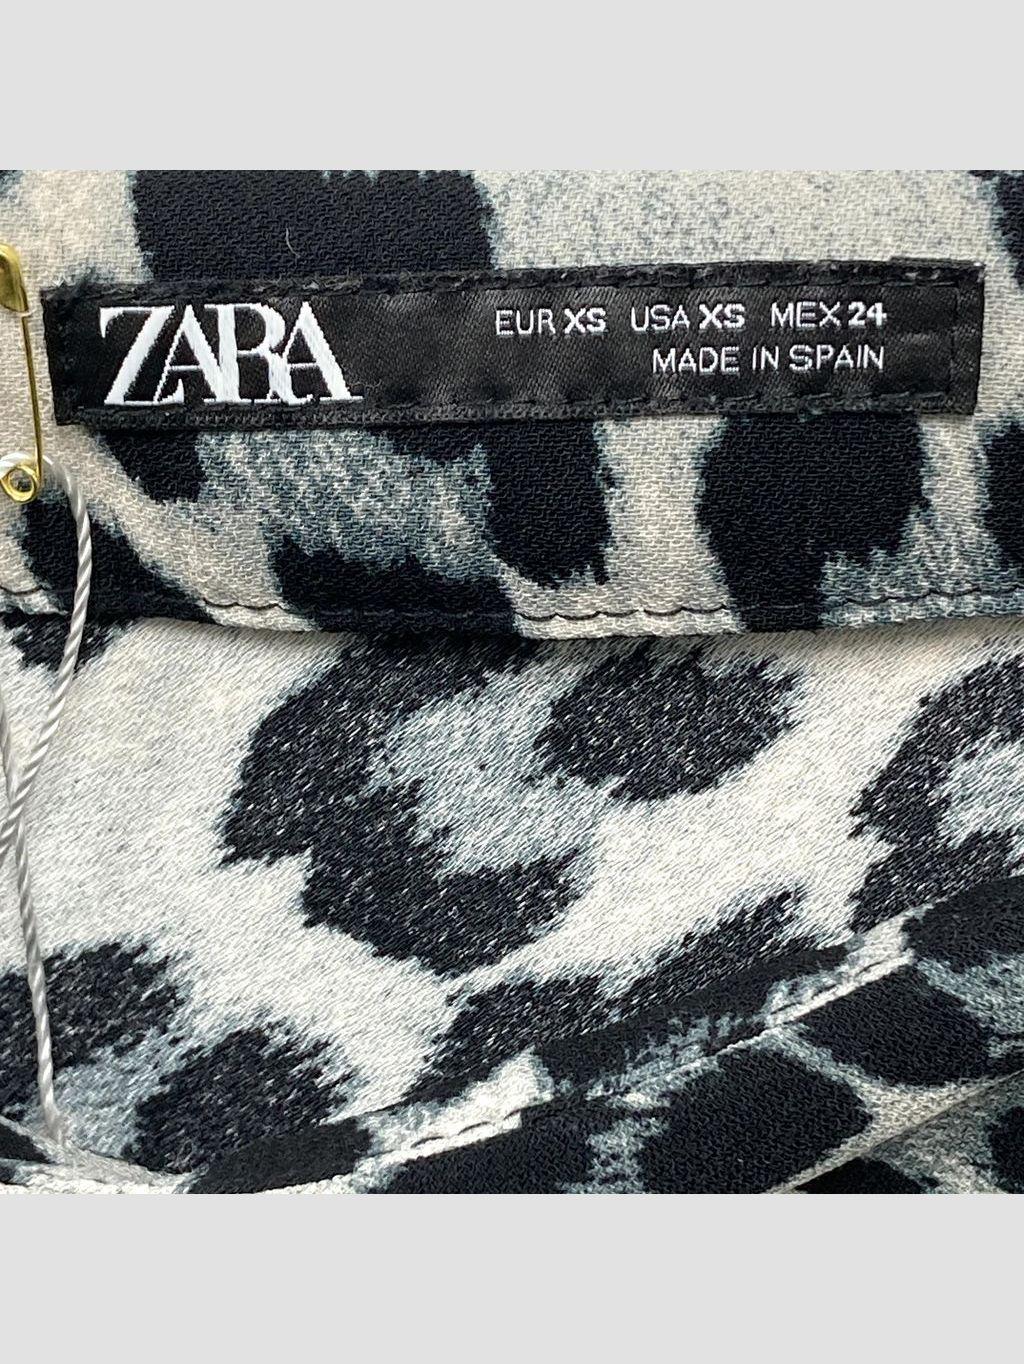 ZARA
EUR XS USA XS MEX 24
MADE IN SPAIN